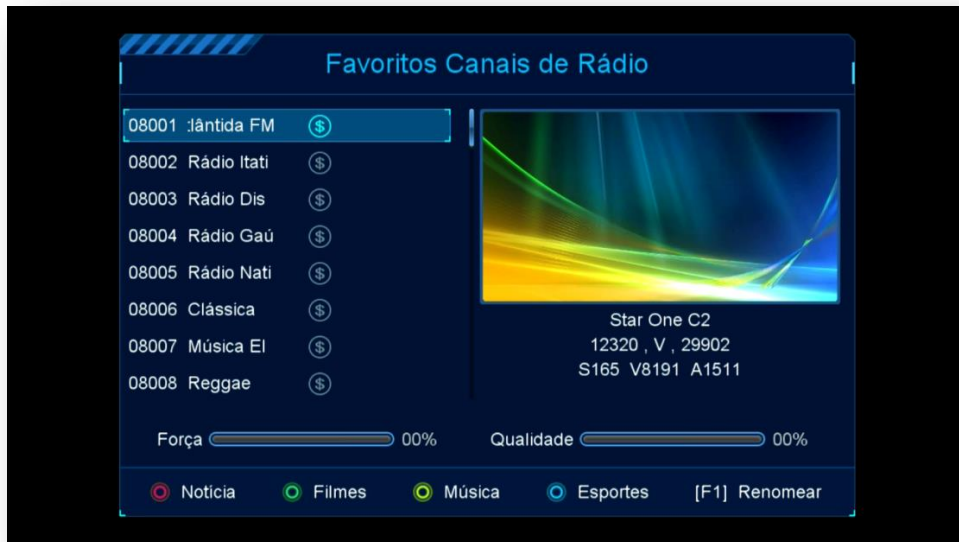 Favoritos Canais de Rádio
08001 :lântida FM
08002 Rádio Itati
08003 Rádio Dis
08004 Rádio Gaú
08005 Rádio Nati
08006 Clássica
08007 Música El
08008 Reggae
Star One C2
12320 , V , 29902
S165 V8191 A1511
Força 00% Qualidade 00%
Notícia Filmes Música Esportes [F1] Renomear